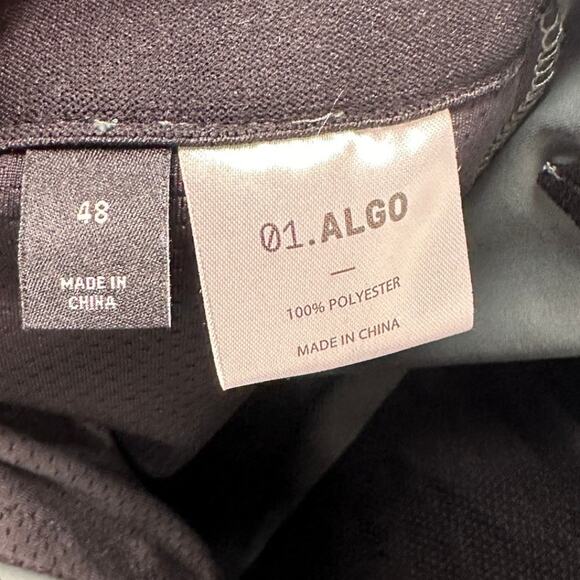 48
MADE IN
CHINA
01.ALGO
—
100% POLYESTER
MADE IN CHINA